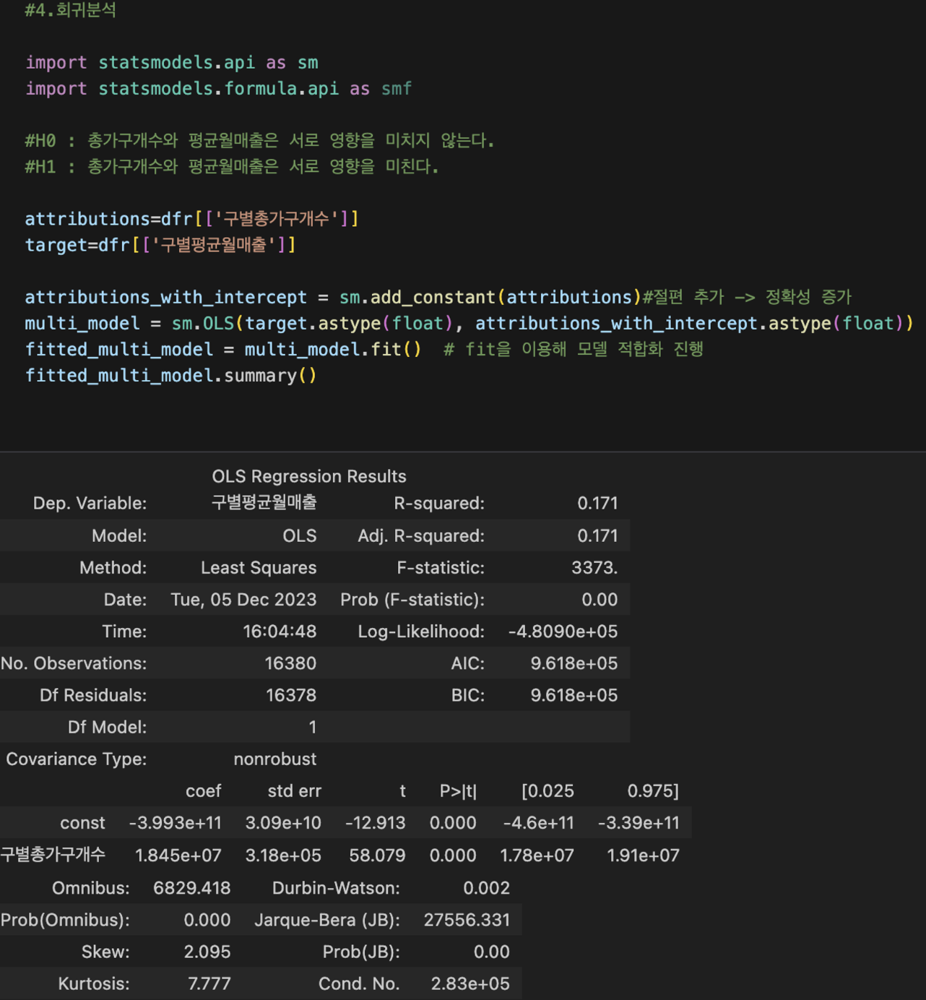 #4.회귀분석
import statsmodels.api as sm
import statsmodels.formula.api as smf
#H0 : 총가구개수와 평균월매출은 서로 영향을 미치지 않는다.
#H1 : 총가구개수와 평균월매출은 서로 영향을 미친다.
attributions=dfr[['구별총가구개수']]
target=dfr[['구별평균월매출']]
attributions_with_intercept = sm.add_constant(attributions)#절편 추가 -> 정확성 증가
multi_model = sm.OLS(target.astype(float), attributions_with_intercept.astype(float))
fitted_multi_model = multi_model.fit()  # fit을 이용해 모델 적합화 진행
fitted_multi_model.summary()
OLS Regression Results
Dep. Variable: 구별평균월매출 R-squared: 0.171
Model: OLS Adj. R-squared: 0.171
Method: Least Squares F-statistic: 3373.
Date: Tue, 05 Dec 2023 Prob (F-statistic): 0.00
Time: 16:04:48 Log-Likelihood: -4.8090e+05
No. Observations: 16380 AIC: 9.618e+05
Df Residuals: 16378 BIC: 9.618e+05
Df Model: 1
Covariance Type: nonrobust
coef std err t P>|t| [0.025 0.975]
const -3.993e+11 3.09e+10 -12.913 0.000 -4.6e+11 -3.39e+11
구별총가구개수 1.845e+07 3.18e+05 58.079 0.000 1.78e+07 1.91e+07
Omnibus: 6829.418 Durbin-Watson: 0.002
Prob(Omnibus): 0.000 Jarque-Bera (JB): 27556.331
Skew: 2.095 Prob(JB): 0.00
Kurtosis: 7.777 Cond. No. 2.83e+05